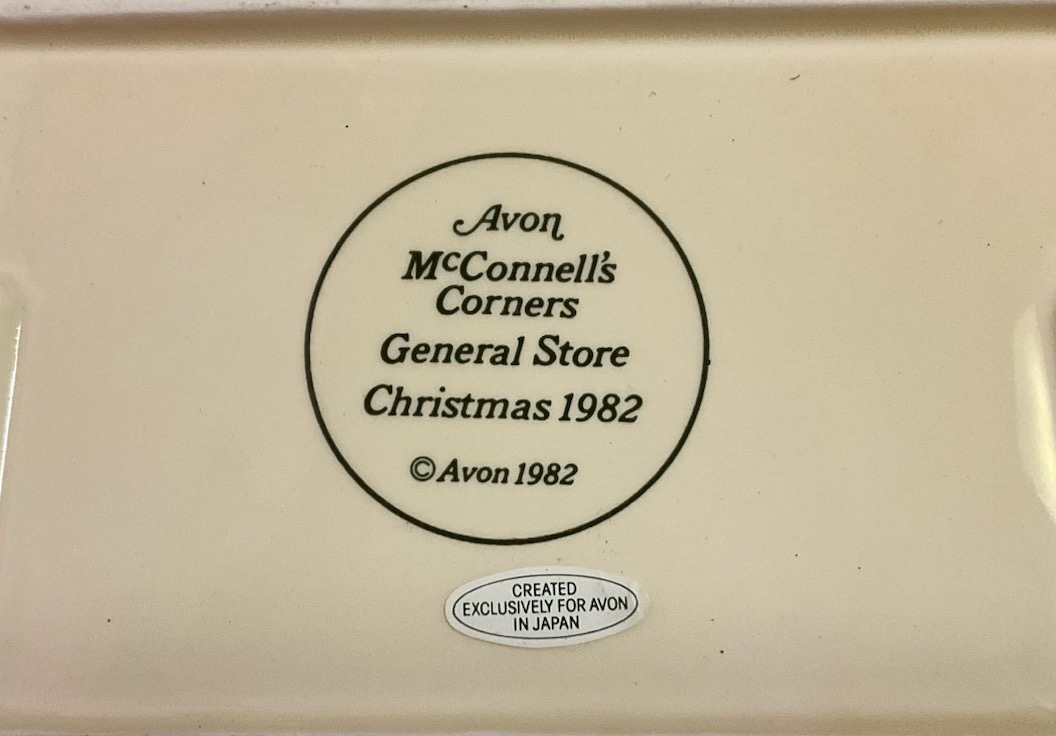 Avon
McConnell's
Corners
General Store
Christmas 1982
© Avon 1982
CREATED
EXCLUSIVELY FOR AVON
IN JAPAN